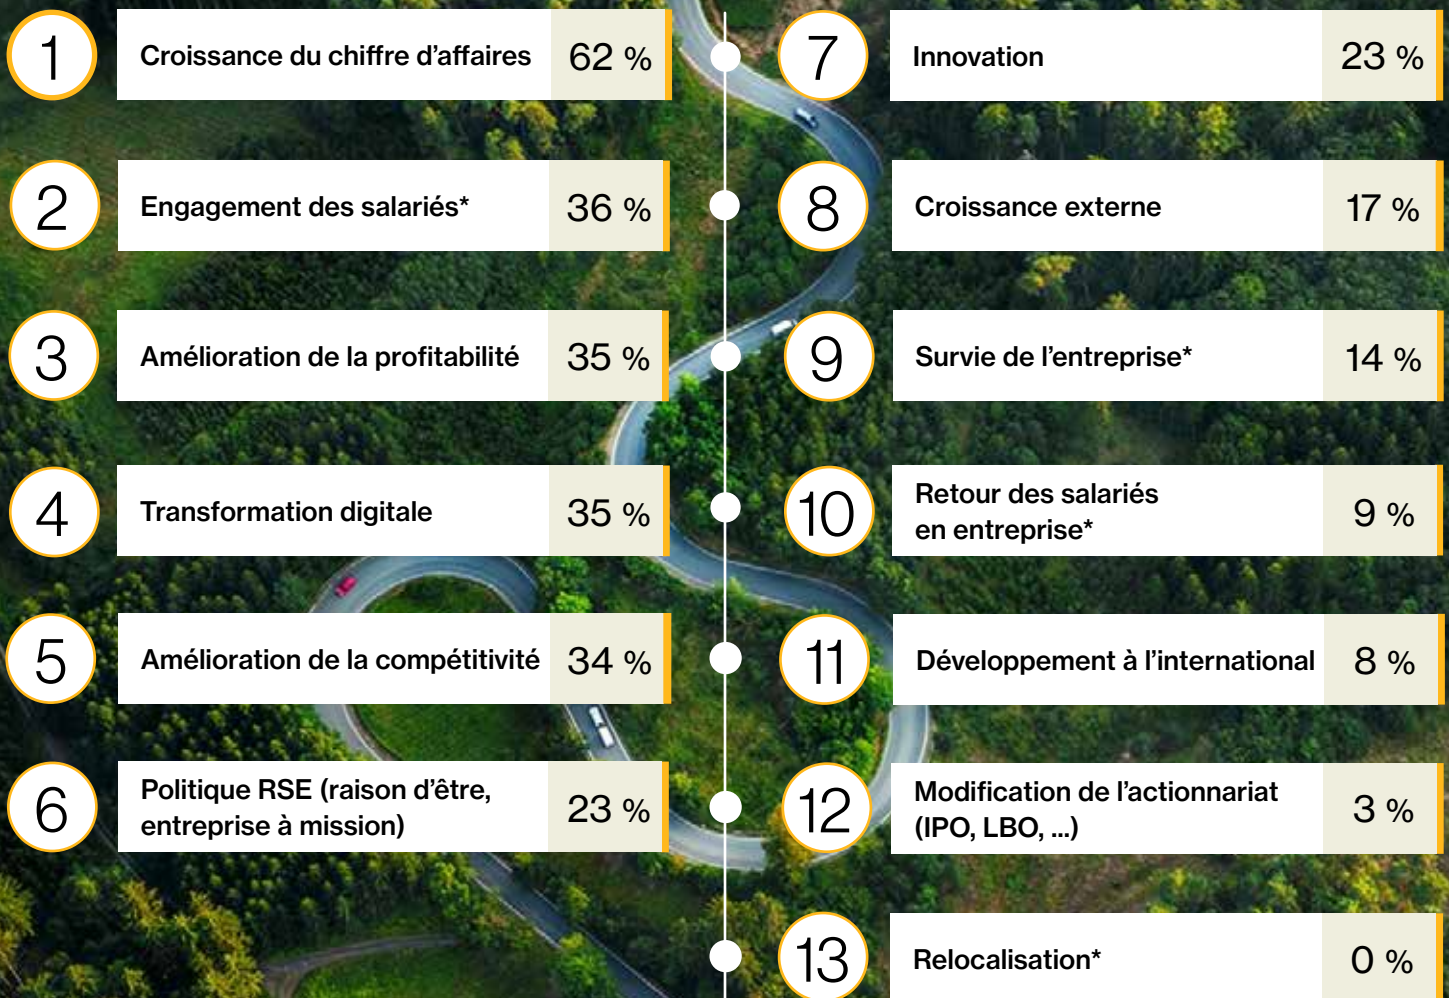 1
Croissance du chiffre d’affaires
62 %
2
Engagement des salariés*
36 %
3
Amélioration de la profitabilité
35 %
4
Transformation digitale
35 %
5
Amélioration de la compétitivité
34 %
6
Politique RSE (raison d’être,
entreprise à mission)
23 %
7
Innovation
23 %
8
Croissance externe
17 %
9
Survie de l’entreprise*
14 %
10
Retour des salariés
en entreprise*
9 %
11
Développement à l’international
8 %
12
Modification de l’actionnariat
(IPO, LBO, ...)
3 %
13
Relocalisation*
0 %